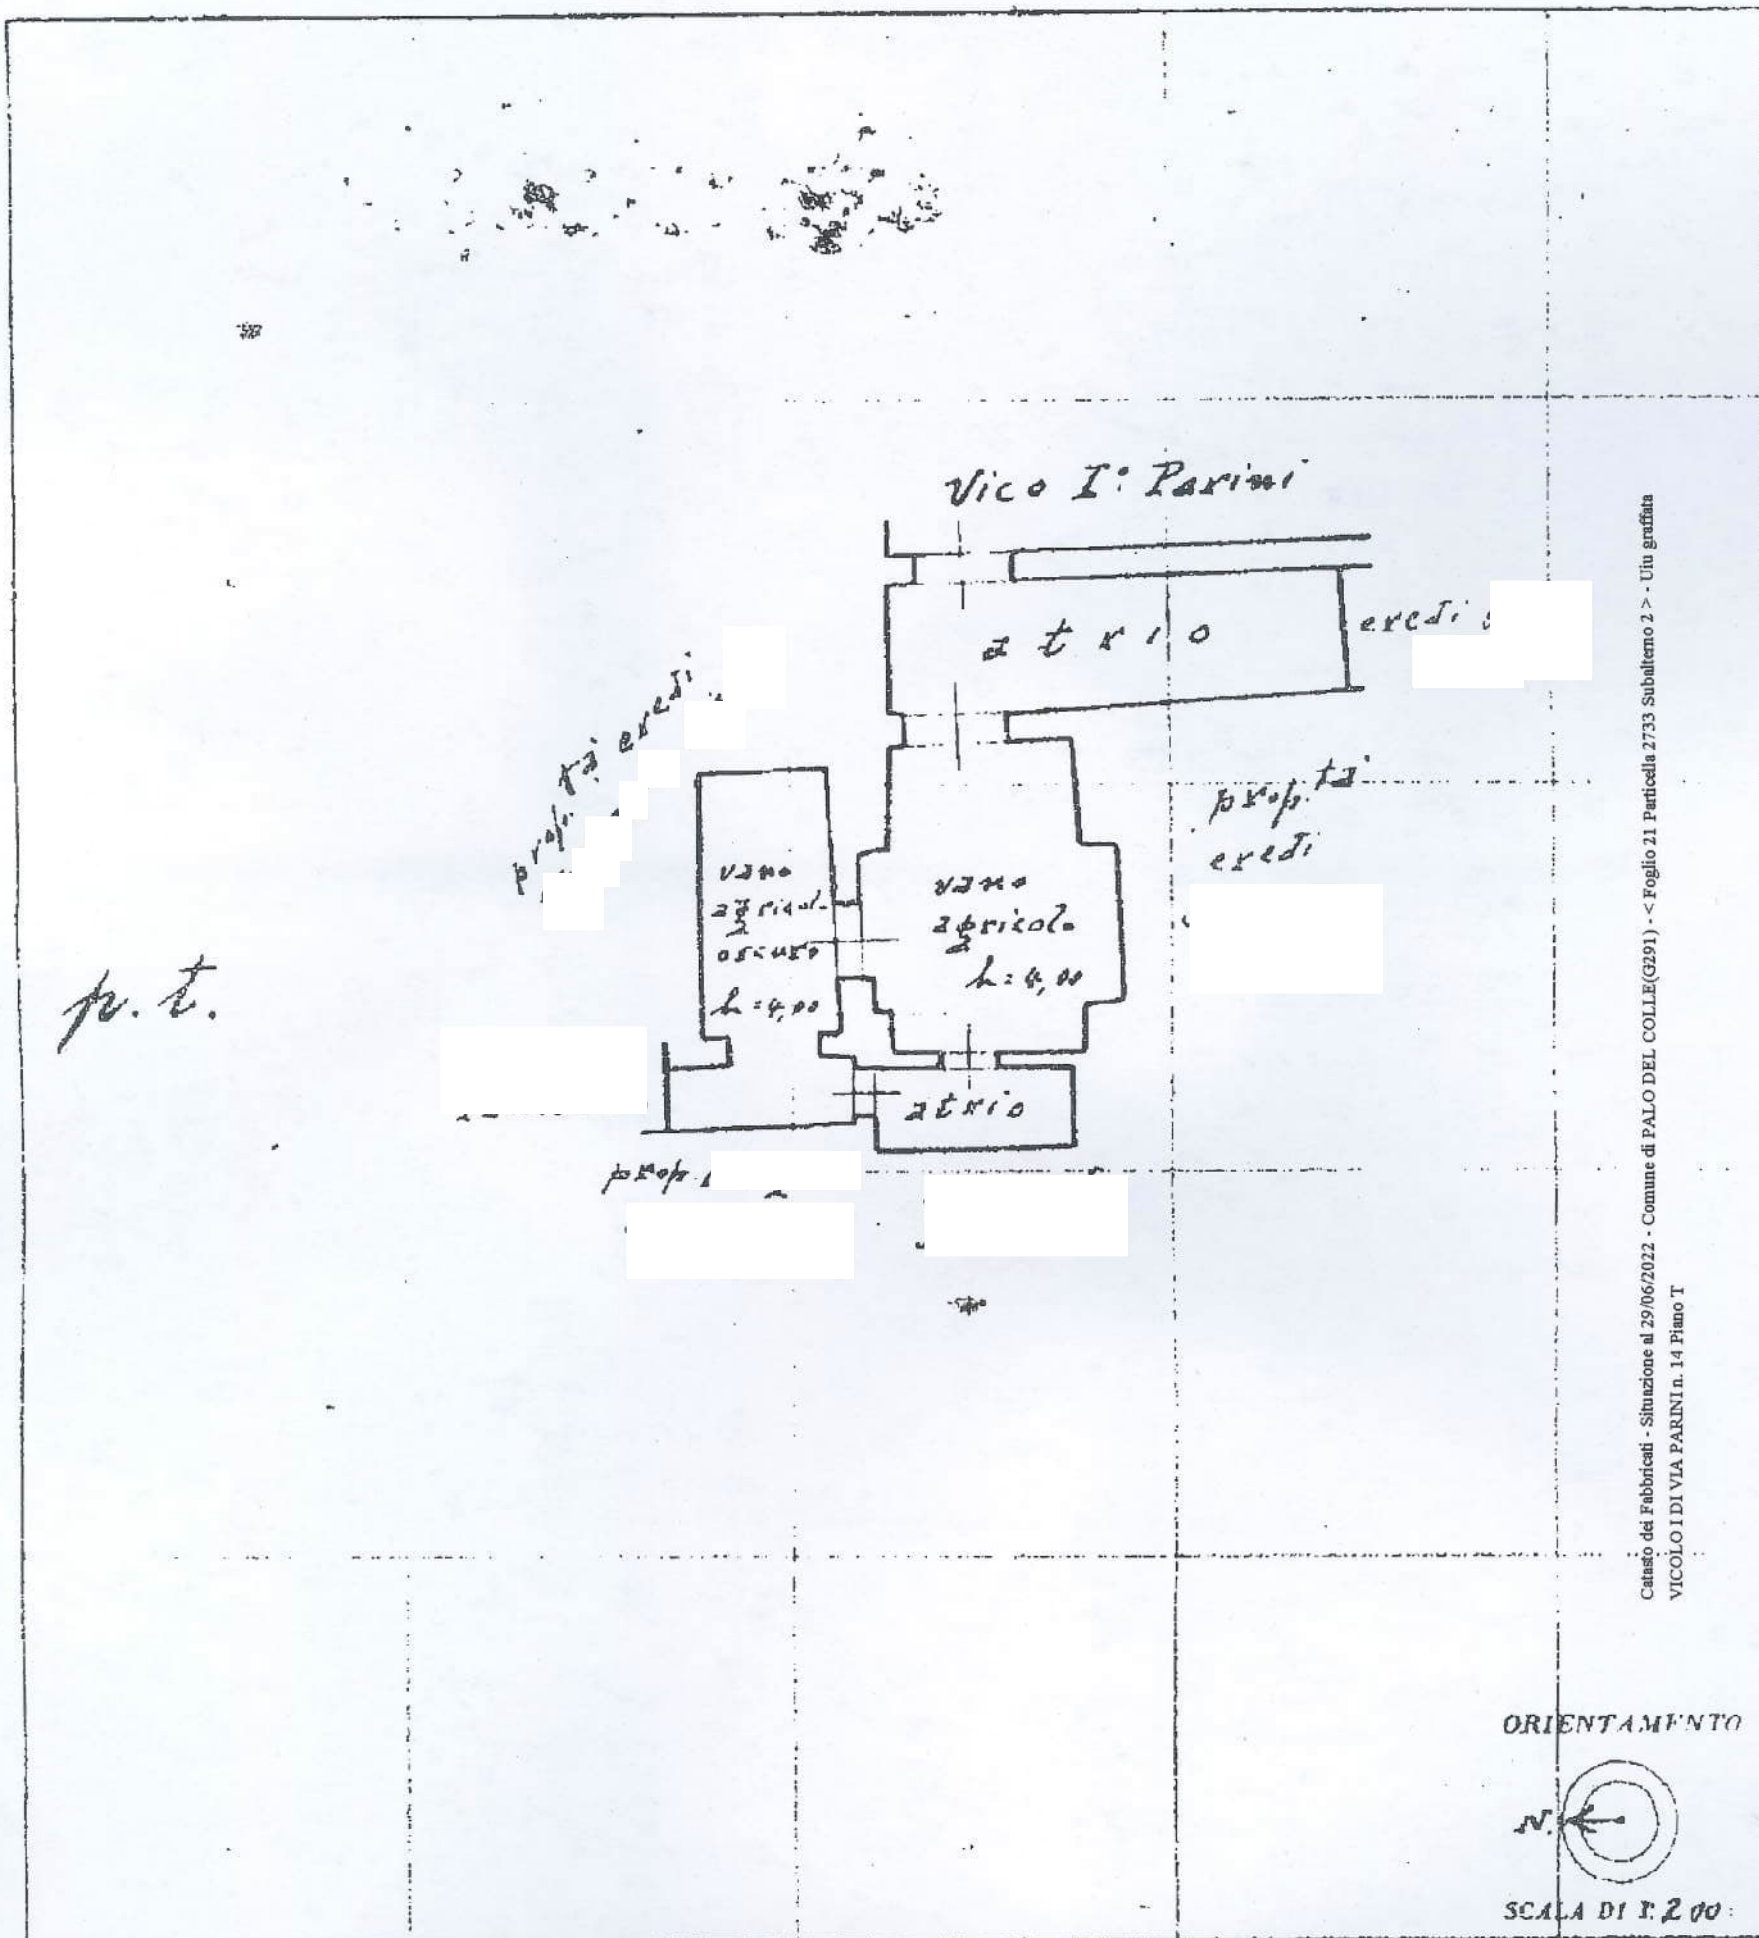 Vico I° Parini
atrio
eredi
prop.tà eredi
prop.tà
eredi
vano
agricolo
oscuro
h=4,00
vano
agricolo
h=4,00
p.t.
atrio
prop.
Catasto dei Fabbricati - Situazione al 29/06/2022 - Comune di PALO DEL COLLE(G291) - < Foglio 21 Particella 2733 Subalterno 2 > - Uiu graffata
VICOLO I DI VIA PARINI n. 14 Piano T
ORIENTAMENTO
N.
SCALA DI 1:200